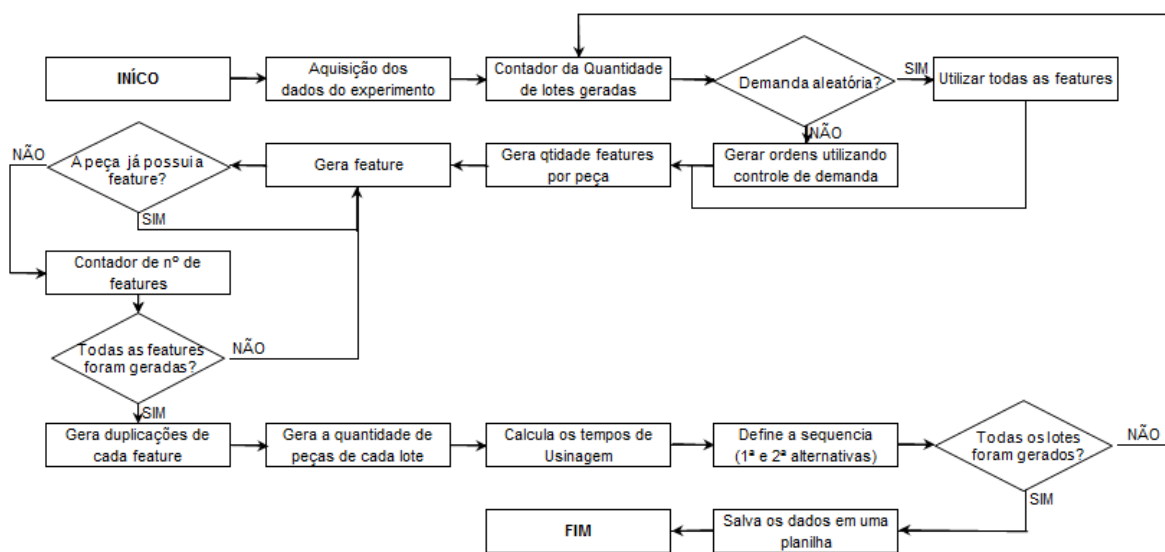 INÍCO
Aquisição dos
dados do experimento
Contador da Quantidade
de lotes geradas
Demanda aleatória?
SIM
Utilizar todas as features
NÃO
Gerar ordens utilizando
controle de demanda
Gera qtidade features
por peça
Gera feature
A peça já possui a
feature?
NÃO
SIM
Contador de nº de
features
Todas as features
foram geradas?
NÃO
SIM
Gera duplicações de
cada feature
Gera a quantidade de
peças de cada lote
Calcula os tempos de
Usinagem
Define a sequencia
(1ª e 2ª alternativas)
Todas os lotes
foram gerados?
NÃO
SIM
Salva os dados em uma
planilha
FIM